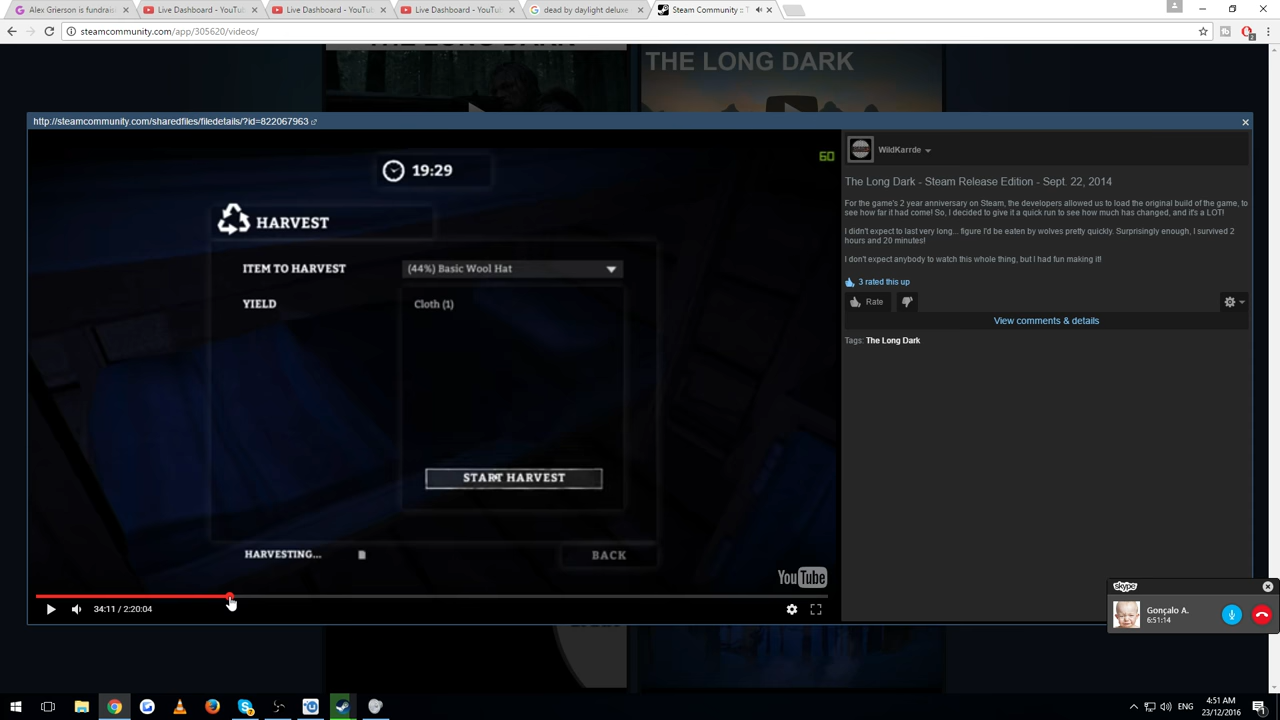 Alex Grierson is fundrais
Live Dashboard - YouTub
Live Dashboard - YouTub
Live Dashboard - YouTub
dead by daylight deluxe
Steam Community :: T
steamcommunity.com/app/305620/videos/
2
THE LONG DARK
THE LONG DARK
http://steamcommunity.com/sharedfiles/filedetails/?id=822067963
60
19:29
HARVEST
ITEM TO HARVEST
(44%) Basic Wool Hat
YIELD
Cloth (1)
START HARVEST
HARVESTING...
BACK
YouTube
34:11 / 2:20:04
WildKarrde
The Long Dark - Steam Release Edition - Sept. 22, 2014
For the game's 2 year anniversary on Steam, the developers allowed us to load the original build of the game, to
see how far it had come! So, I decided to give it a quick run to see how much has changed, and it's a LOT!
I didn't expect to last very long... figure I'd be eaten by wolves pretty quickly. Surprisingly enough, I survived 2
hours and 20 minutes!
I don't expect anybody to watch this whole thing, but I had fun making it!
3 rated this up
Rate
View comments & details
Tags: The Long Dark
skype
Gonçalo A.
6:51:14
ENG
4:51 AM
23/12/2016
1